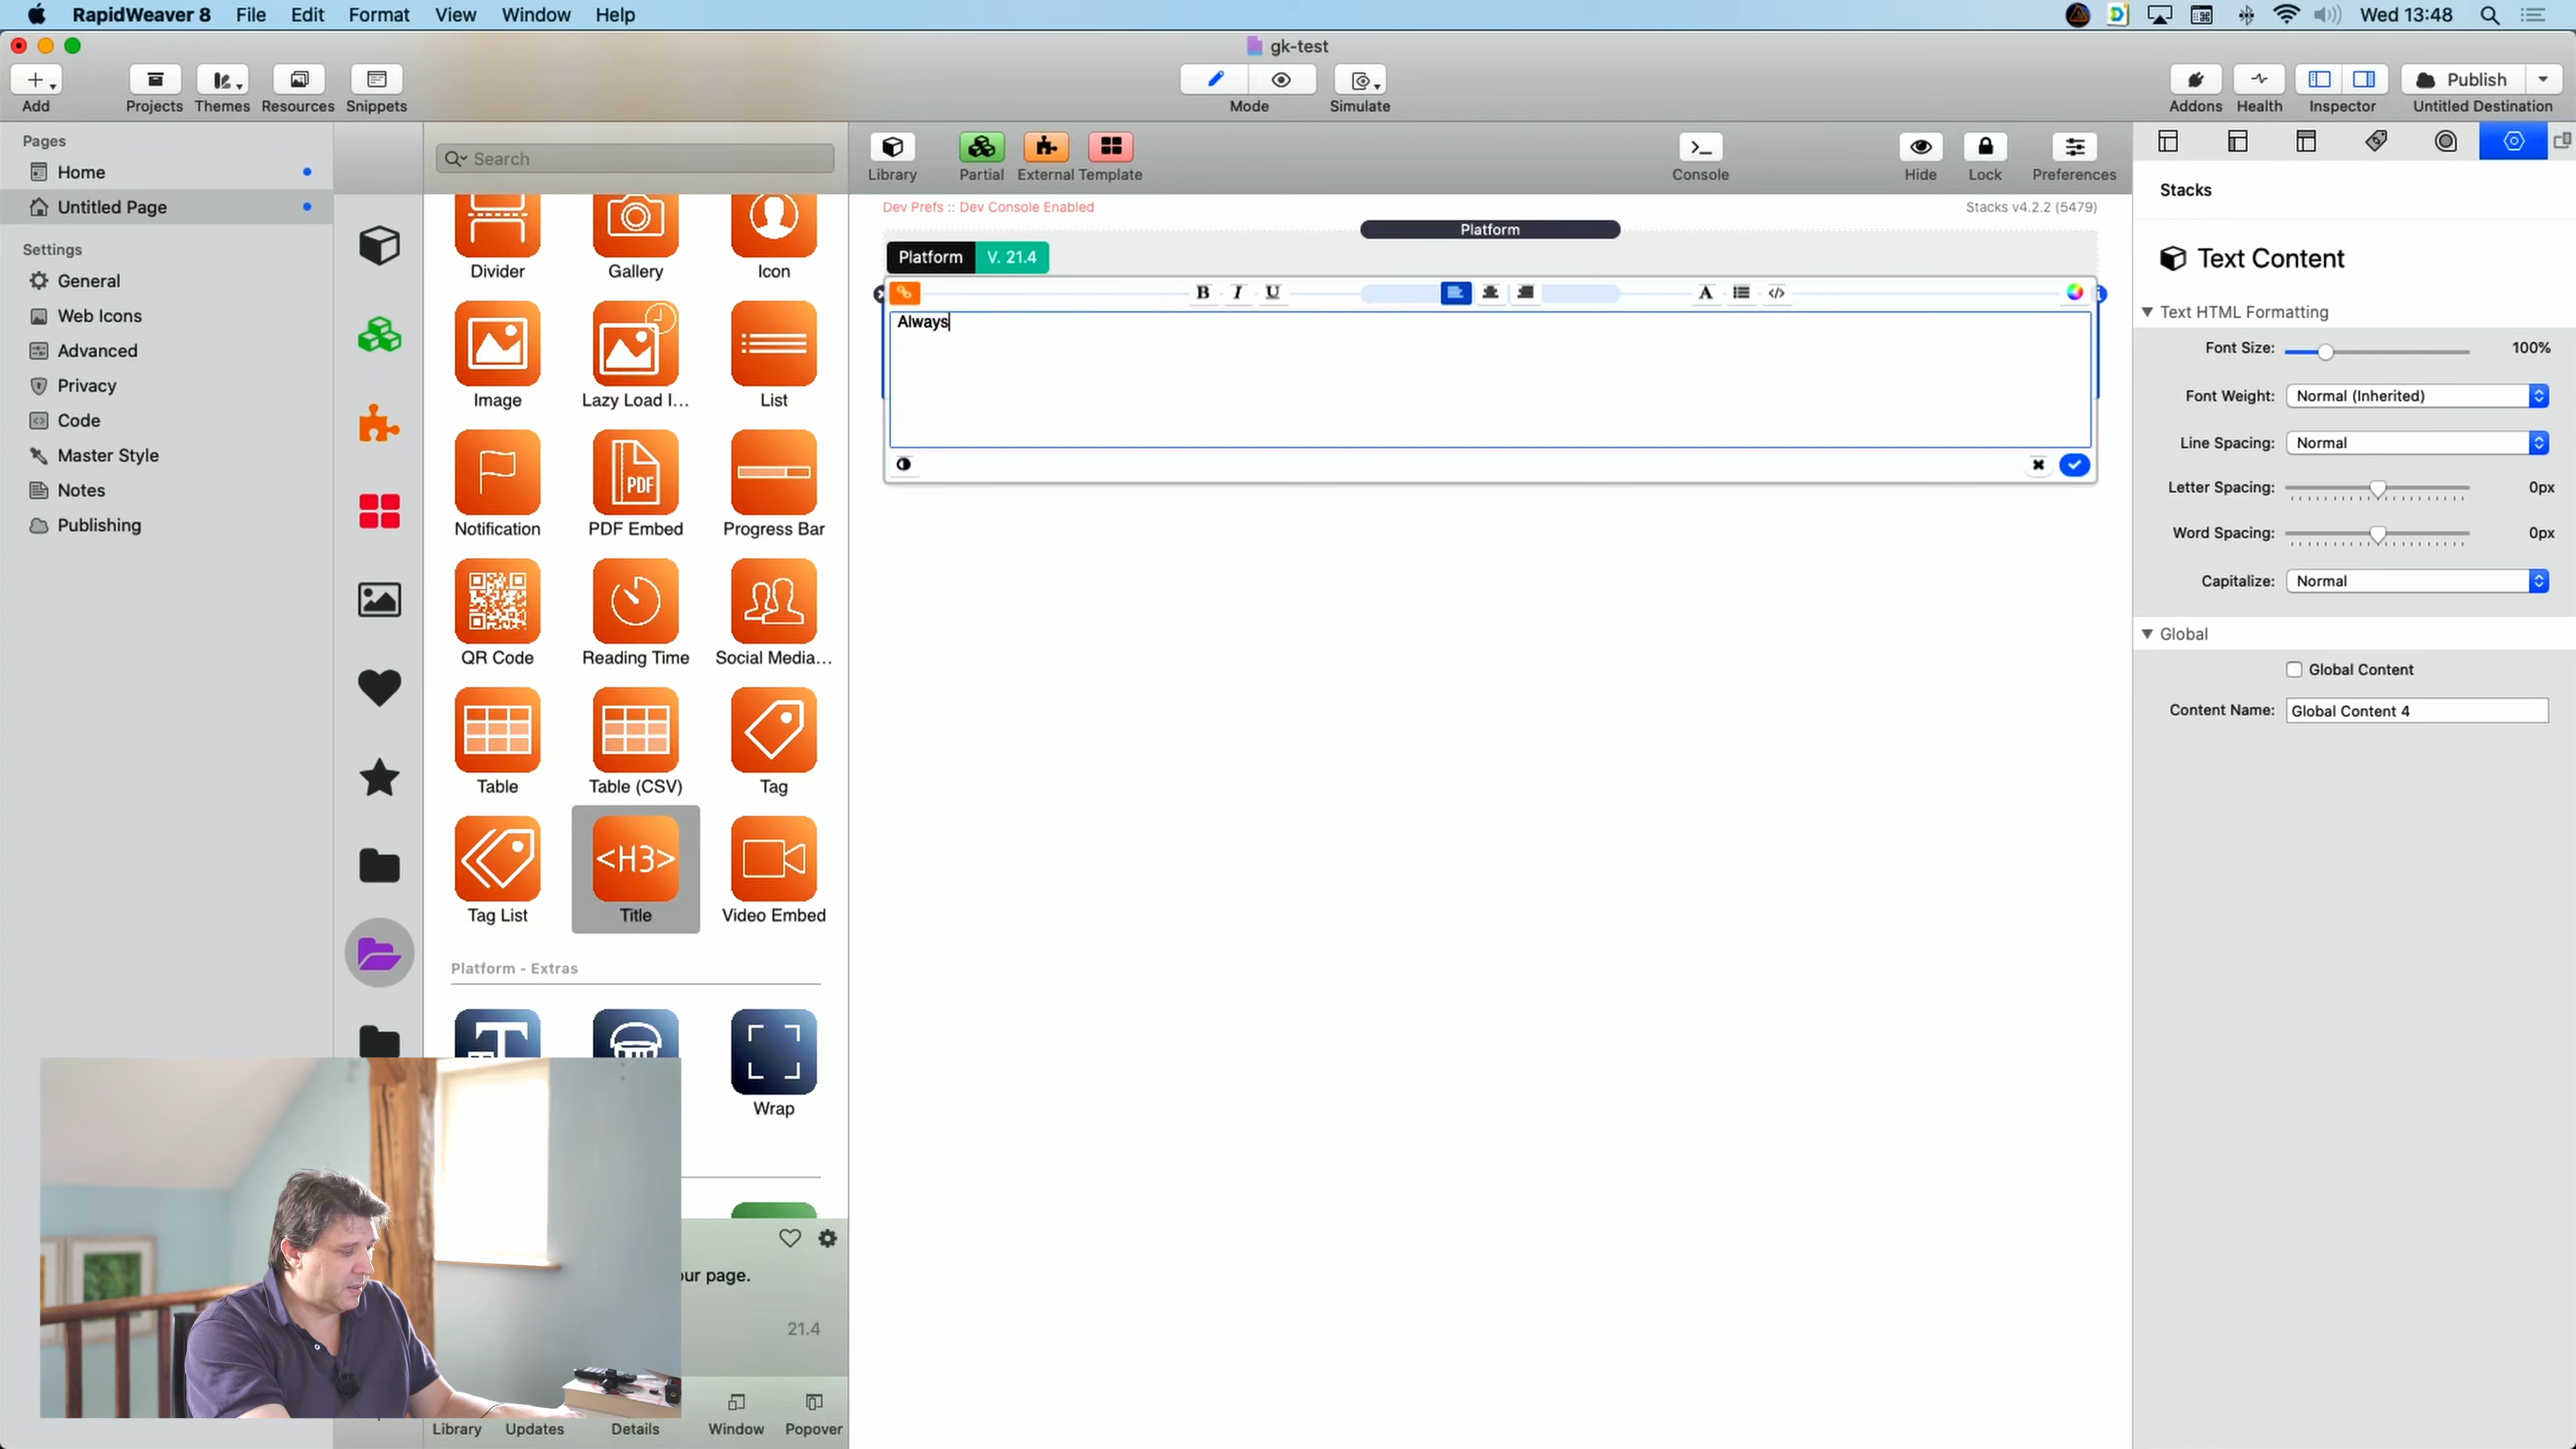 RapidWeaver 8 File Edit Format View Window Help
Wed 13:48
gk-test
Add Projects Themes Resources Snippets
Mode Simulate
Publish
Addons Health Inspector Untitled Destination
Pages
Home
Untitled Page
Settings
General
Web Icons
Advanced
Privacy
Code
Master Style
Notes
Publishing
Search
Divider Gallery Icon
Image Lazy Load I... List
PDF
Notification PDF Embed Progress Bar
QR Code Reading Time Social Media...
Table Table (CSV) Tag
<H3>
Tag List Title Video Embed
Platform - Extras
Wrap
our page.
21.4
Library Updates Details Window Popover
Library Partial External Template Console Hide Lock Preferences
Dev Prefs :: Dev Console Enabled
Stacks v4.2.2 (5479)
Platform
Platform V. 21.4
B I U A </>
Always
Stacks
Text Content
Text HTML Formatting
Font Size: 100%
Font Weight: Normal (Inherited)
Line Spacing: Normal
Letter Spacing: 0px
Word Spacing: 0px
Capitalize: Normal
Global
Global Content
Content Name: Global Content 4